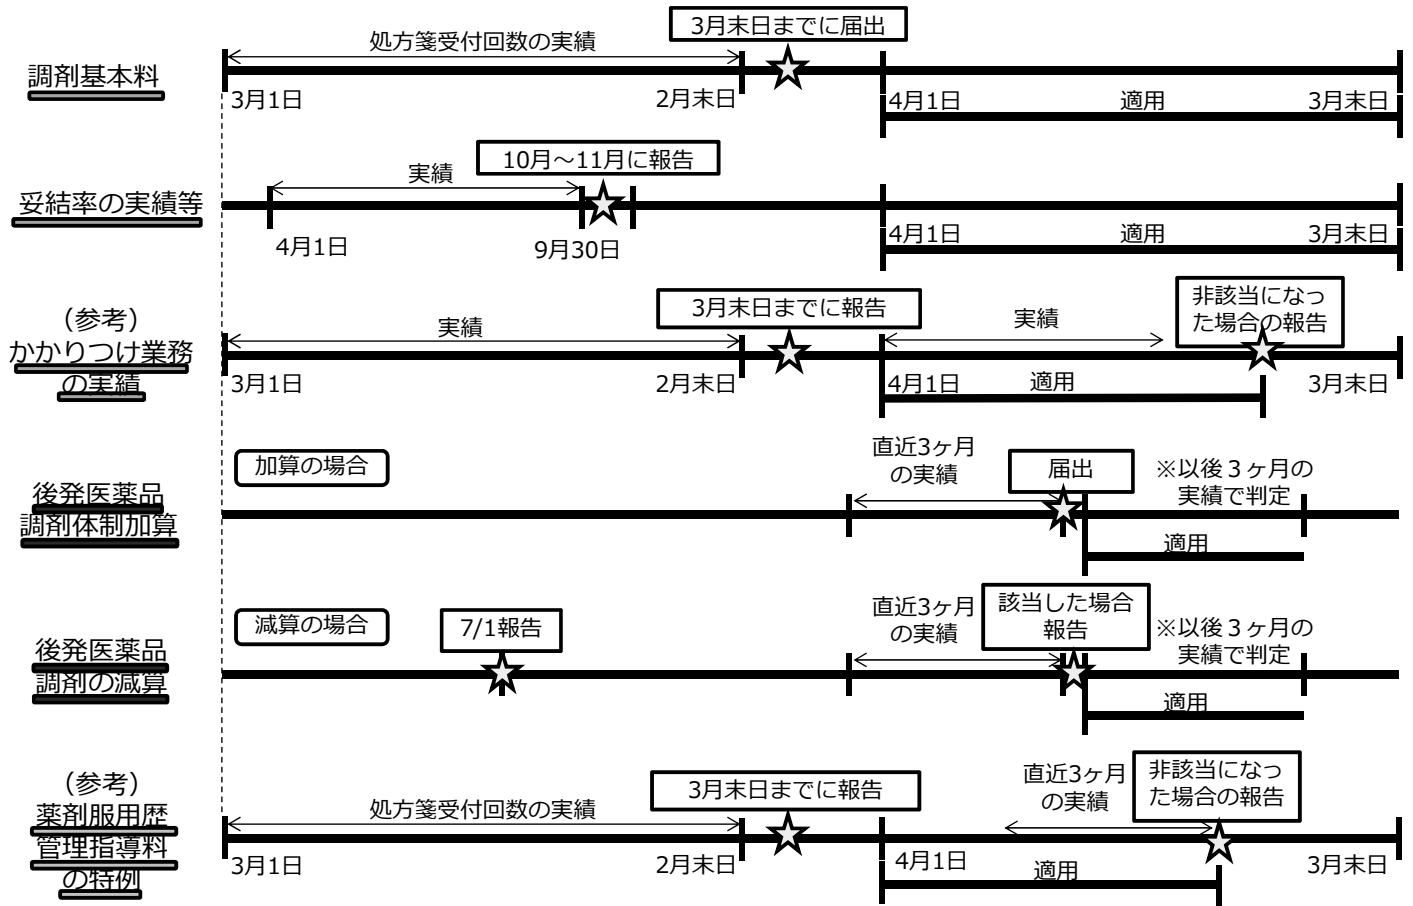 3月末日までに届出
処方箋受付回数の実績
調剤基本料
3月1日
2月末日
4月1日
適用
3月末日
10月～11月に報告
実績
妥結率の実績等
4月1日
9月30日
4月1日
適用
3月末日
（参考）
かかりつけ業務
の実績
実績
3月末日までに報告
実績
非該当になっ
た場合の報告
3月1日
2月末日
4月1日
適用
3月末日
後発医薬品
調剤体制加算
加算の場合
直近3ヶ月
の実績
届出
※以後３ヶ月の
実績で判定
適用
後発医薬品
調剤の減算
減算の場合
7/1報告
直近3ヶ月
の実績
該当した場合
報告
※以後３ヶ月の
実績で判定
適用
（参考）
薬剤服用歴
管理指導料
の特例
処方箋受付回数の実績
3月末日までに報告
直近3ヶ月
の実績
非該当になっ
た場合の報告
3月1日
2月末日
4月1日
適用
3月末日